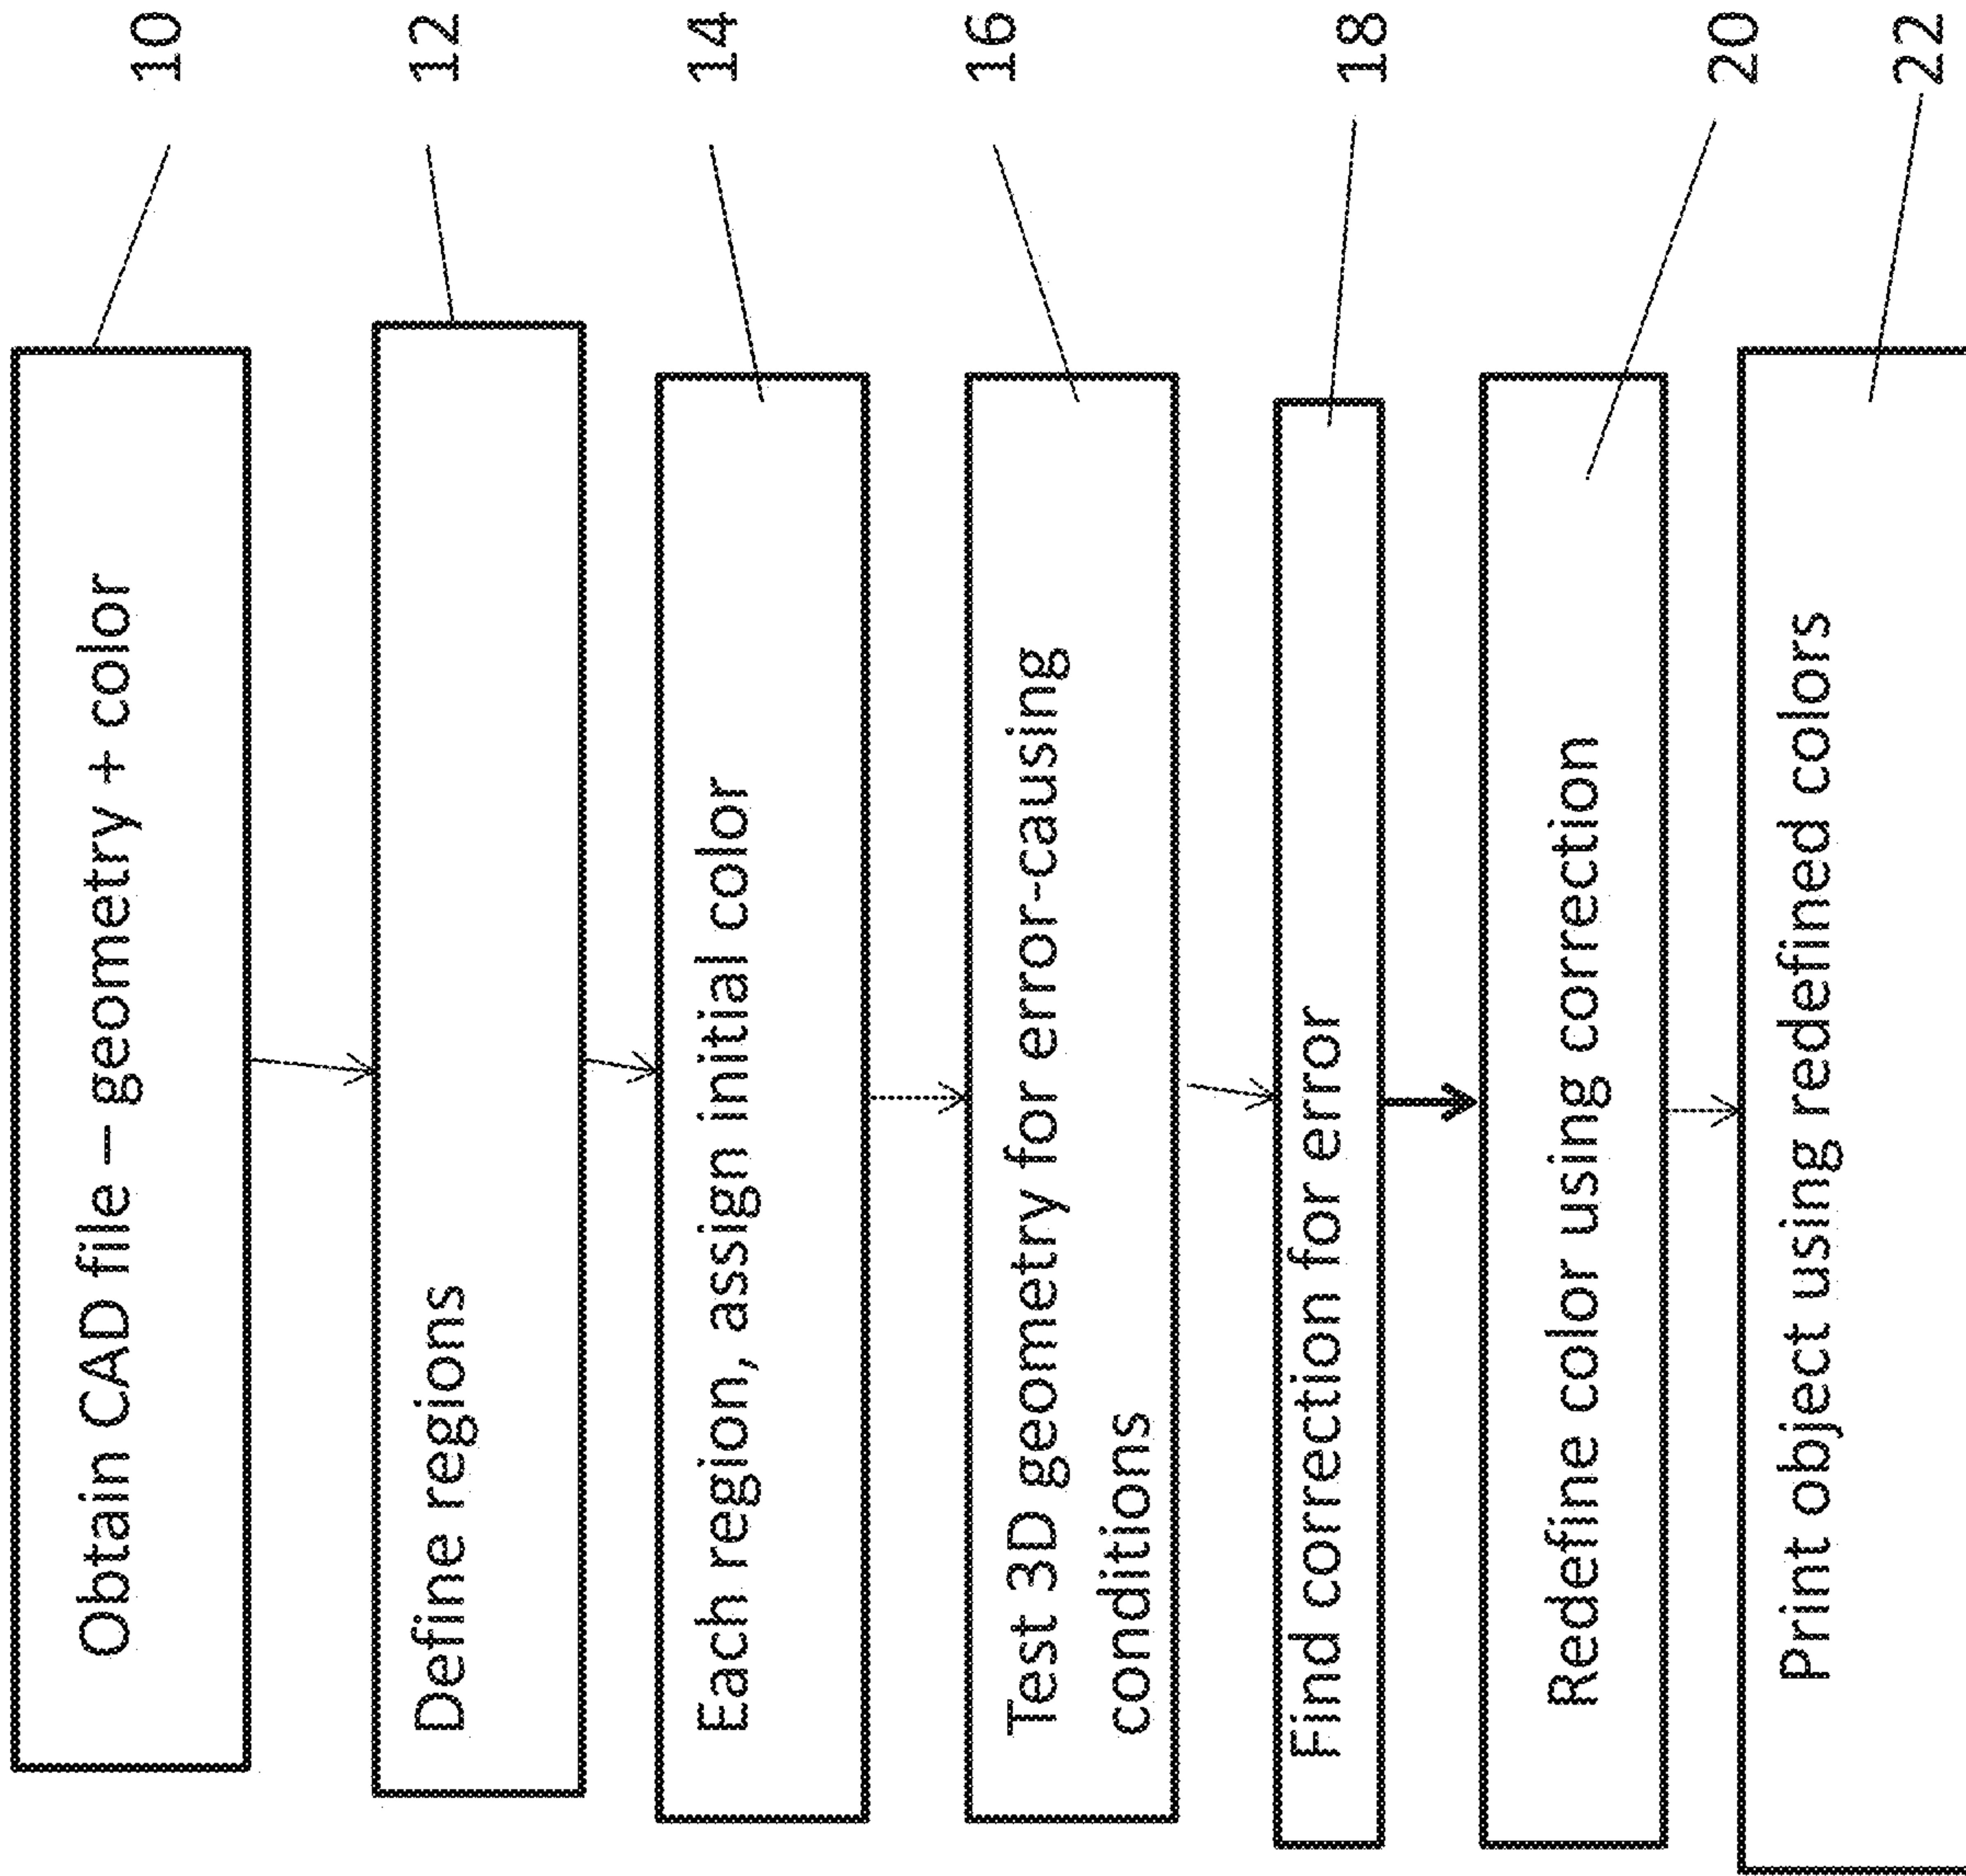 Obtain CAD file – geometry + color
10
Define regions
12
Each region, assign initial color
14
Test 3D geometry for error-causing
conditions
16
Find correction for error
18
Redefine color using correction
20
Print object using redefined colors
22